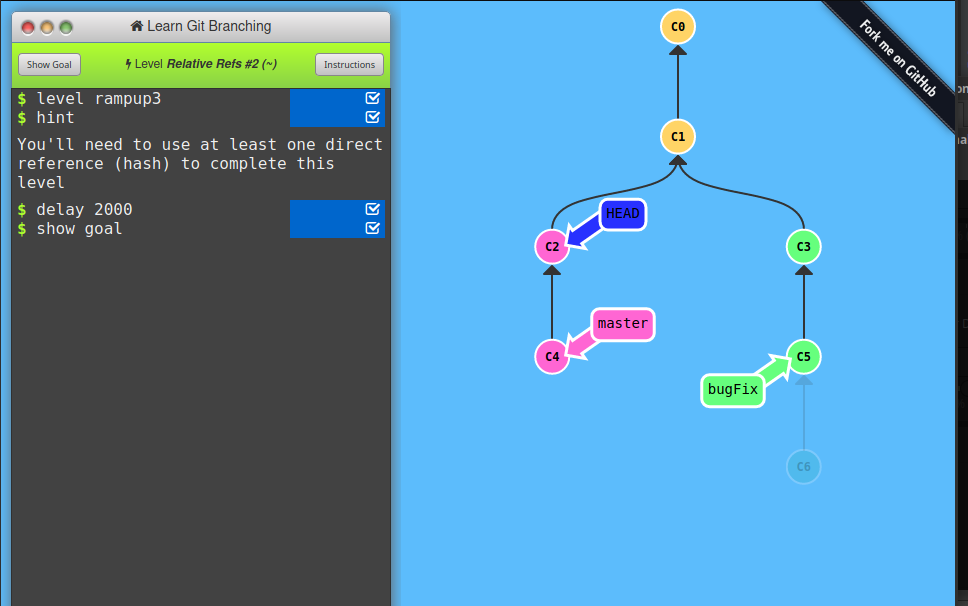 Learn Git Branching
Show Goal
Level Relative Refs #2 (~)
Instructions
$ level rampup3
$ hint
You'll need to use at least one direct
reference (hash) to complete this
level
$ delay 2000
$ show goal
C0
Fork me on GitHub
C1
HEAD
C2
C3
master
C4
C5
bugFix
C6